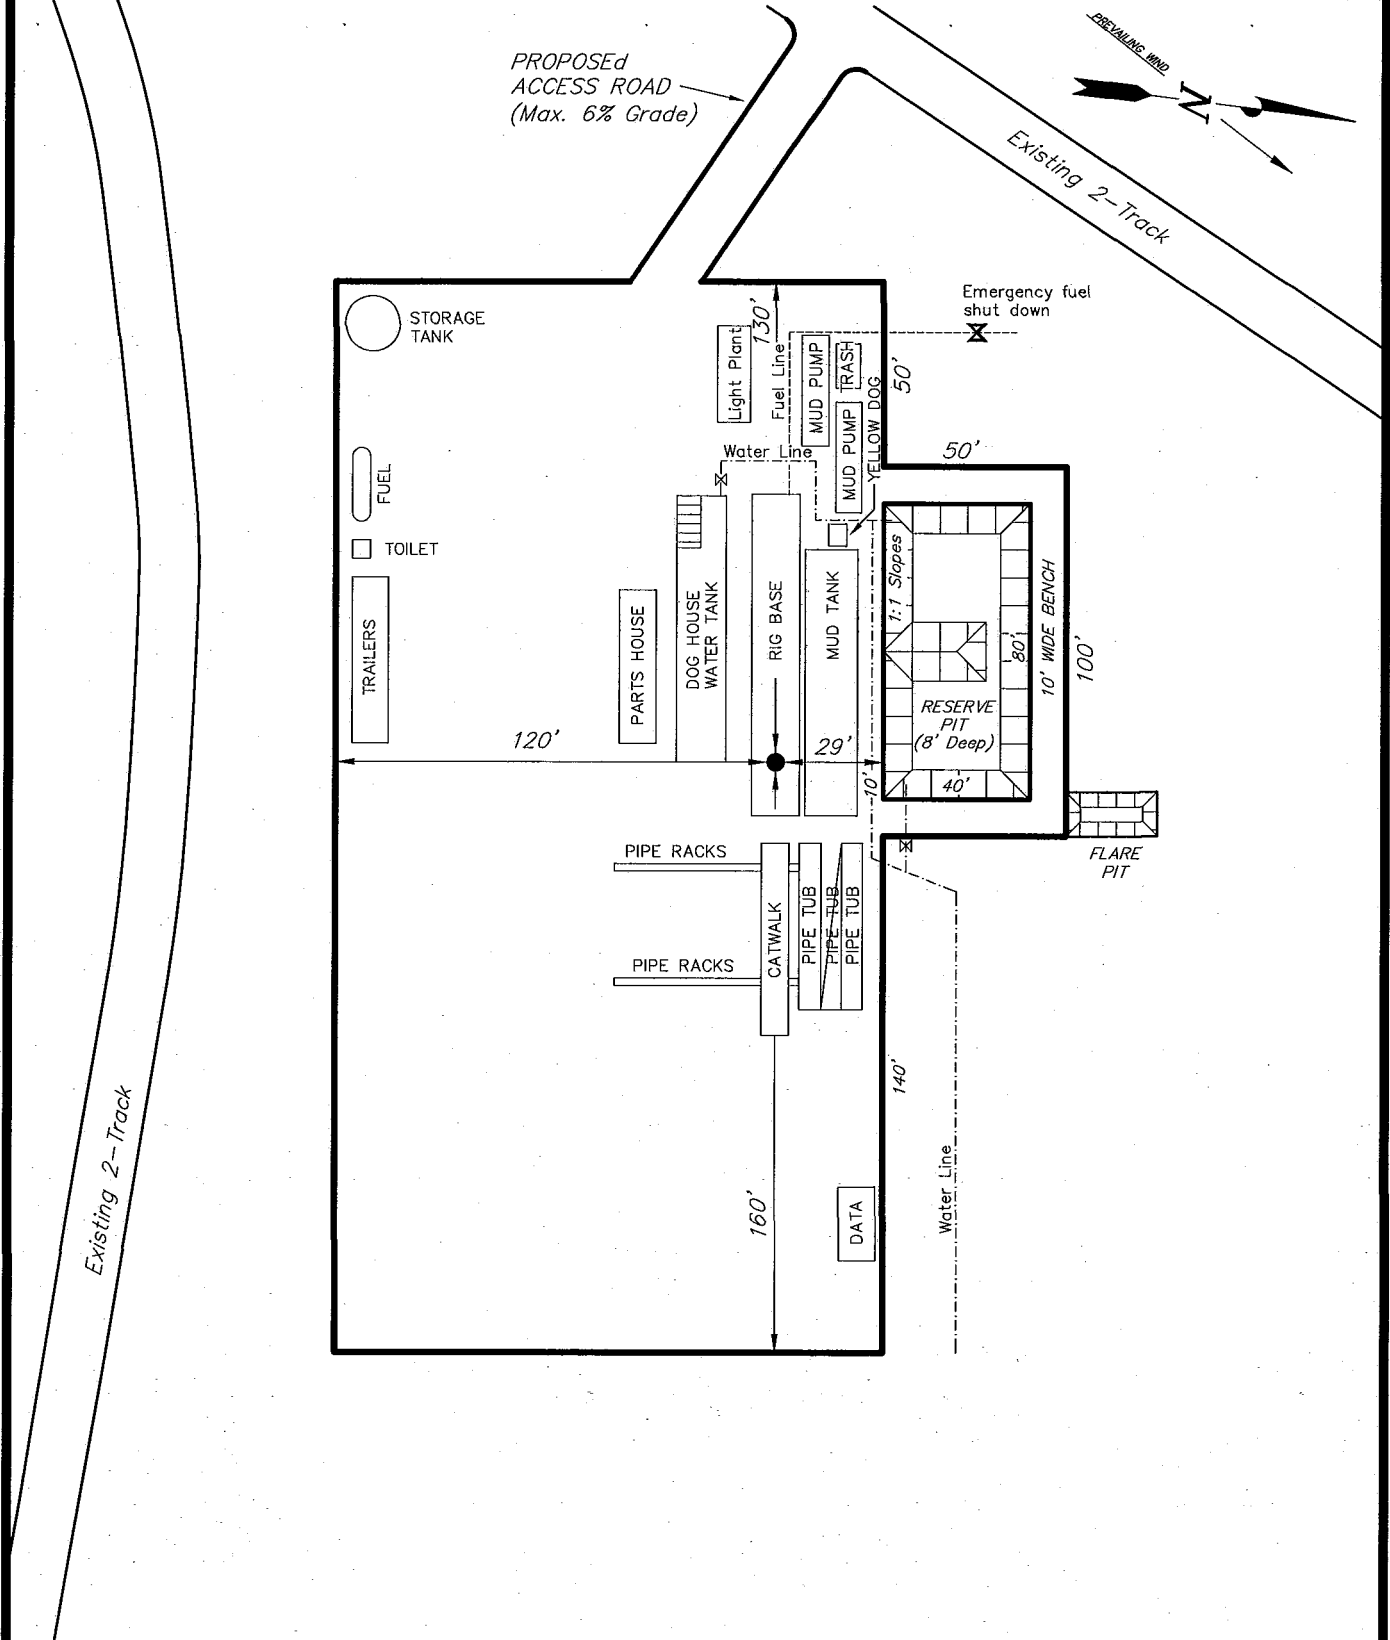 PROPOSEd
ACCESS ROAD
(Max. 6% Grade)
PREVAILING WIND
N
Existing 2-Track
STORAGE
TANK
130'
Light Plant
Fuel Line
MUD PUMP
TRASH
50'
Emergency fuel
shut down
YELLOW DOG
MUD PUMP
Water Line
50'
FUEL
TOILET
TRAILERS
PARTS HOUSE
DOG HOUSE
WATER TANK
RIG BASE
MUD TANK
1:1 Slopes
80'
10' WIDE BENCH
100'
RESERVE
PIT
(8' Deep)
120'
29'
10'
40'
FLARE
PIT
PIPE RACKS
CATWALK
PIPE TUB
PIPE TUB
PIPE TUB
PIPE RACKS
140'
Existing 2-Track
160'
DATA
Water Line